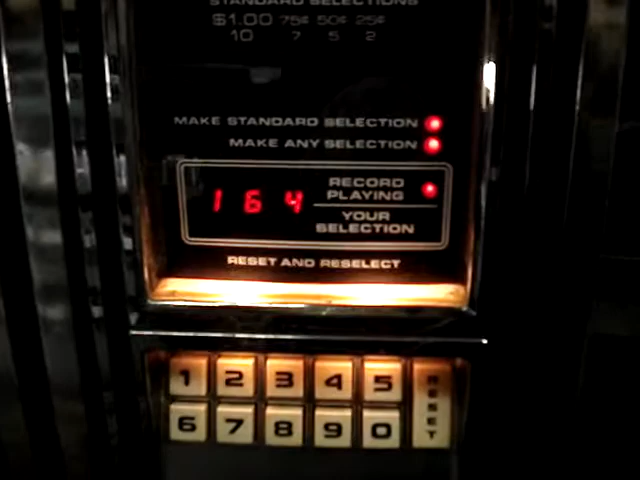 STANDARD SELECTIONS
$1.00 75¢ 50¢ 25¢
10 7 5 2
MAKE STANDARD SELECTION
MAKE ANY SELECTION
164
RECORD
PLAYING
YOUR
SELECTION
RESET AND RESELECT
1 2 3 4 5
6 7 8 9 0
RESET